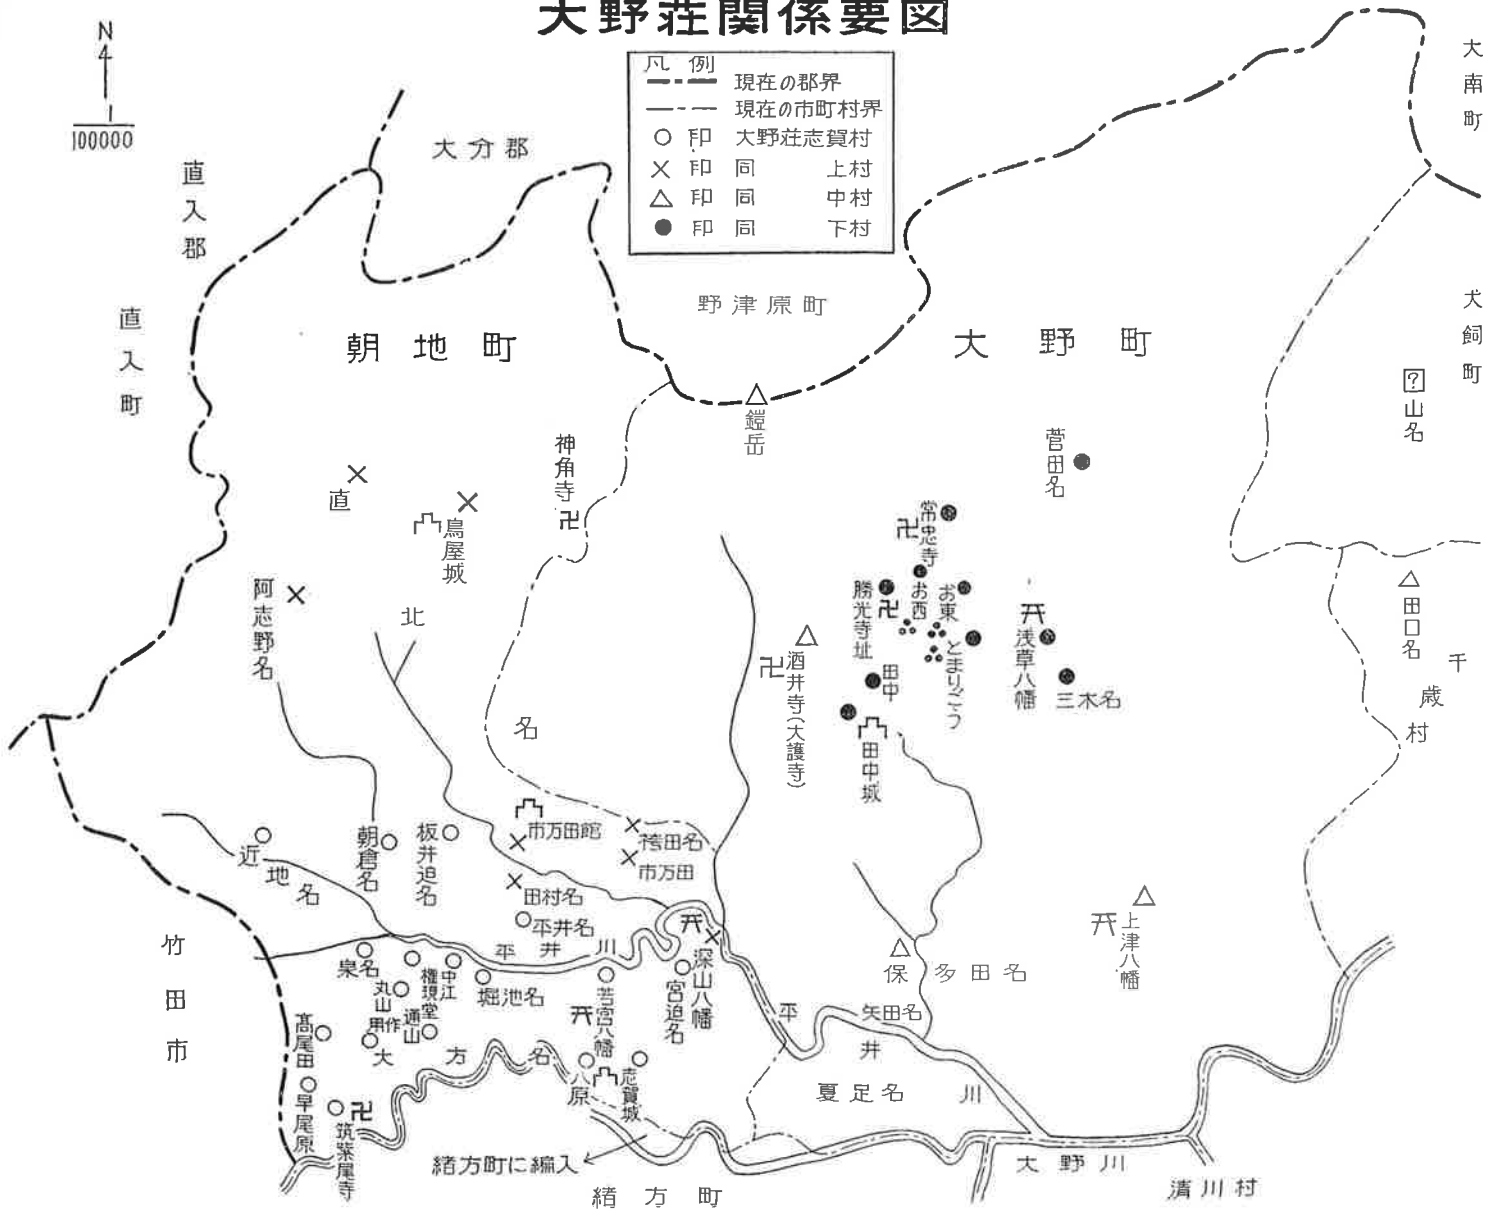 大野荘関係要図
N
1
100000
凡例
現在の郡界
現在の市町村界
印 大野荘志賀村
印 同 上村
印 同 中村
印 同 下村
大南町
大分郡
直入郡
直入町
野津原町
犬飼町
朝地町
大野町
?山名
鎧岳
菅田名
神角寺
直
鳥屋城
常忠寺
阿志野名
北
名
勝光寺址
お西
お東
とまりごう
浅草八幡
三木名
田口名
千歳村
酒井寺(大護寺)
田中
田中城
市万田館
袴田名
市万田
近地名
朝倉名
板井迫名
田村名
平井名
平井川
深山八幡
上津八幡
保多田名
竹田市
泉名
丸山
権現堂
中江
堀池名
用作
通山
若宮八幡
宮迫名
矢田名
平井川
高尾田
大方名
八原
志賀城
夏足名
早尾原
筑紫尾寺
緒方町に編入
大野川
緒方町
清川村